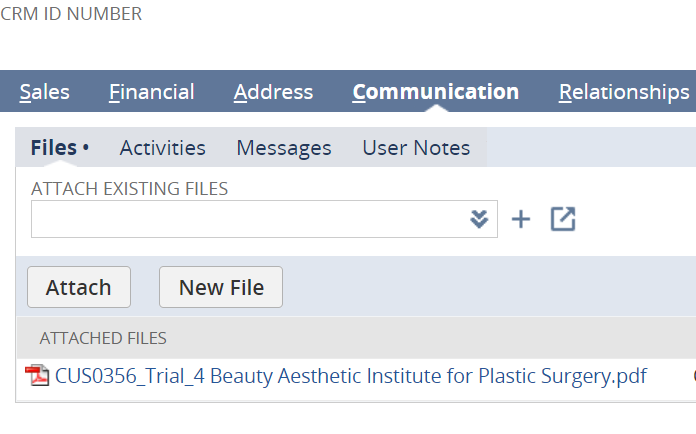 CRM ID NUMBER
Sales Financial Address Communication Relationships
Files • Activities Messages User Notes
ATTACH EXISTING FILES
Attach New File
ATTACHED FILES
CUS0356_Trial_4 Beauty Aesthetic Institute for Plastic Surgery.pdf